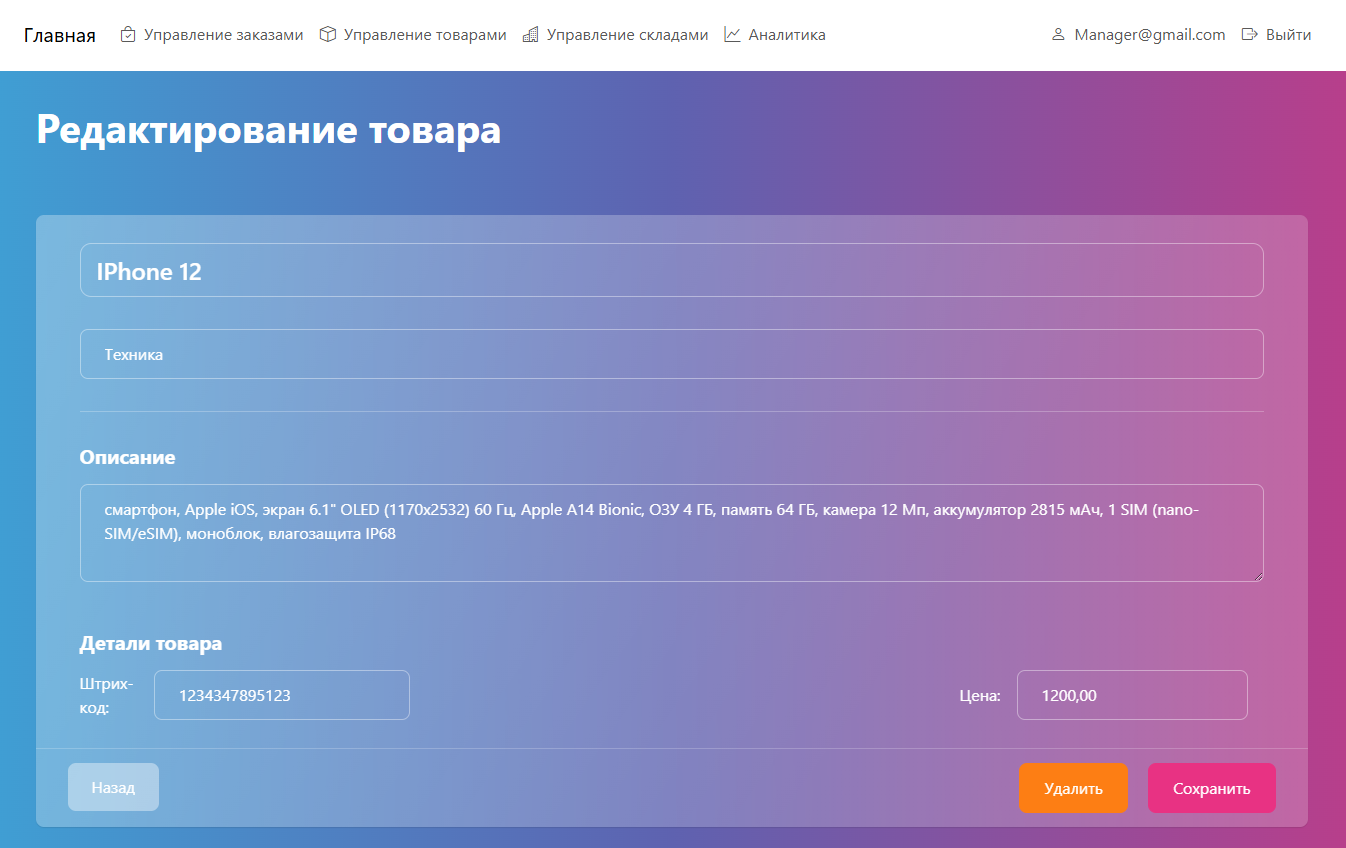 Главная Управление заказами Управление товарами Управление складами Аналитика Manager@gmail.com Выйти
Редактирование товара
IPhone 12
Техника
Описание
смартфон, Apple iOS, экран 6.1" OLED (1170x2532) 60 Гц, Apple A14 Bionic, ОЗУ 4 ГБ, память 64 ГБ, камера 12 Мп, аккумулятор 2815 мАч, 1 SIM (nano-
SIM/eSIM), моноблок, влагозащита IP68
Детали товара
Штрих-
код:
1234347895123
Цена: 1200,00
Назад Удалить Сохранить